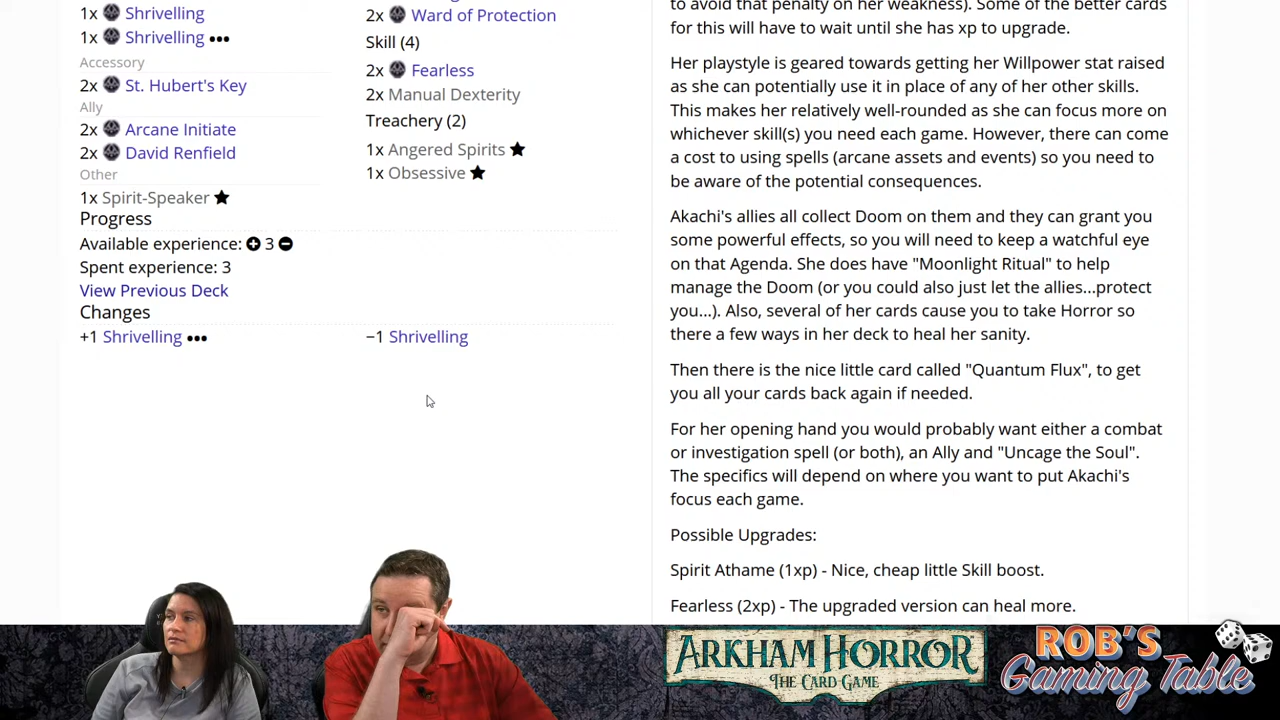 1x Shrivelling
1x Shrivelling •••
Accessory
2x St. Hubert's Key
Ally
2x Arcane Initiate
2x David Renfield
Other
1x Spirit-Speaker ★
Progress
Available experience: 3
Spent experience: 3
View Previous Deck
Changes
+1 Shrivelling •••
−1 Shrivelling
2x Ward of Protection
Skill (4)
2x Fearless
2x Manual Dexterity
Treachery (2)
1x Angered Spirits ★
1x Obsessive ★
to avoid that penalty on her weakness). Some of the better cards
for this will have to wait until she has xp to upgrade.
Her playstyle is geared towards getting her Willpower stat raised
as she can potentially use it in place of any of her other skills.
This makes her relatively well-rounded as she can focus more on
whichever skill(s) you need each game. However, there can come
a cost to using spells (arcane assets and events) so you need to
be aware of the potential consequences.
Akachi's allies all collect Doom on them and they can grant you
some powerful effects, so you will need to keep a watchful eye
on that Agenda. She does have "Moonlight Ritual" to help
manage the Doom (or you could also just let the allies...protect
you...). Also, several of her cards cause you to take Horror so
there a few ways in her deck to heal her sanity.
Then there is the nice little card called "Quantum Flux", to get
you all your cards back again if needed.
For her opening hand you would probably want either a combat
or investigation spell (or both), an Ally and "Uncage the Soul".
The specifics will depend on where you want to put Akachi's
focus each game.
Possible Upgrades:
Spirit Athame (1xp) - Nice, cheap little Skill boost.
Fearless (2xp) - The upgraded version can heal more.
ARKHAM HORROR
THE CARD GAME
ROB'S
Gaming Table